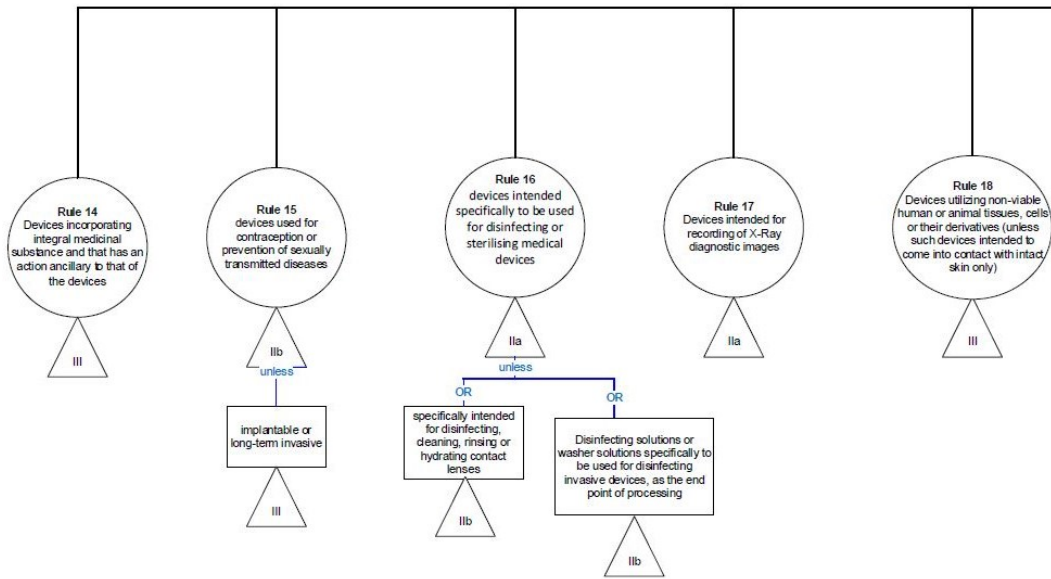 Rule 14
Devices incorporating
integral medicinal
substance and that has an
action ancillary to that of
the devices
III
Rule 15
devices used for
contraception or
prevention of sexually
transmitted diseases
IIb
unless
implantable or
long-term invasive
III
Rule 16
devices intended
specifically to be used
for disinfecting or
sterilising medical
devices
IIa
unless
OR
specifically intended
for disinfecting,
cleaning, rinsing or
hydrating contact
lenses
IIb
OR
Disinfecting solutions or
washer solutions specifically to
be used for disinfecting
invasive devices, as the end
point of processing
IIb
Rule 17
Devices intended for
recording of X-Ray
diagnostic images
IIa
Rule 18
Devices utilizing non-viable
human or animal tissues, cells
or their derivatives (unless
such devices intended to
come into contact with intact
skin only)
III